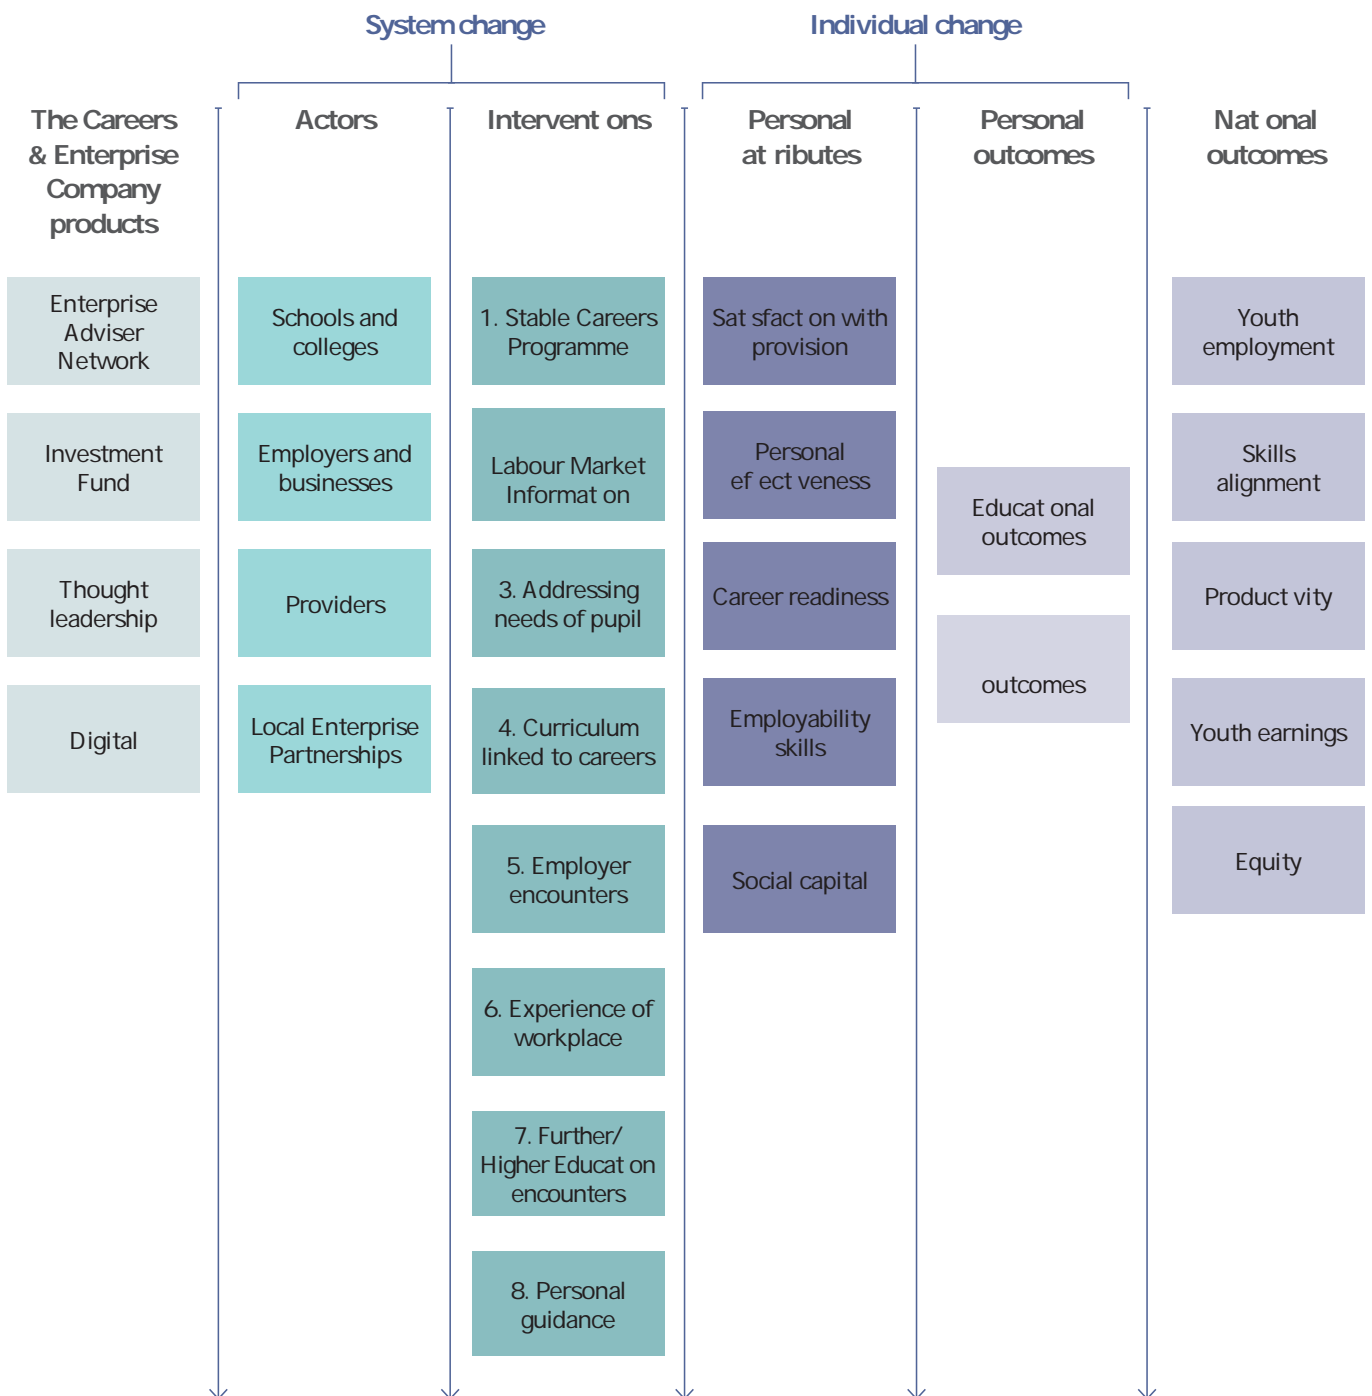 System change
Individual change
The Careers
& Enterprise
Company
products
Actors
Intervent ons
Personal
at ributes
Personal
outcomes
Nat onal
outcomes
Enterprise
Adviser
Network
Investment
Fund
Thought
leadership
Digital
Schools and
colleges
Employers and
businesses
Providers
Local Enterprise
Partnerships
1. Stable Careers
Programme
Labour Market
Informat on
3. Addressing
needs of pupil
4. Curriculum
linked to careers
5. Employer
encounters
6. Experience of
workplace
7. Further/
Higher Educat on
encounters
8. Personal
guidance
Sat sfact on with
provision
Personal
ef ect veness
Career readiness
Employability
skills
Social capital
Educat onal
outcomes
outcomes
Youth
employment
Skills
alignment
Product vity
Youth earnings
Equity